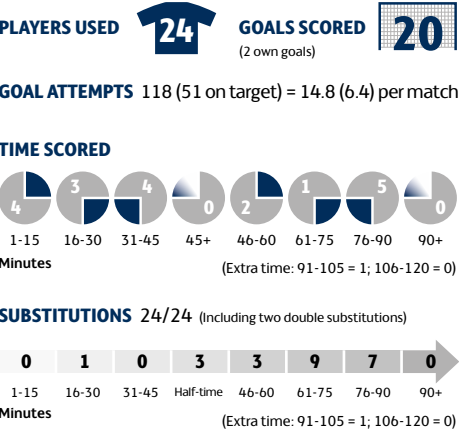 PLAYERS USED 24 GOALS SCORED 20
(2 own goals)
GOAL ATTEMPTS 118 (51 on target) = 14.8 (6.4) per match
TIME SCORED
4 3 4 0 2 1 5 0
1-15 16-30 31-45 45+ 46-60 61-75 76-90 90+
Minutes (Extra time: 91-105 = 1; 106-120 = 0)
SUBSTITUTIONS 24/24 (Including two double substitutions)
0 1 0 3 3 9 7 0
1-15 16-30 31-45 Half-time 46-60 61-75 76-90 90+
Minutes (Extra time: 91-105 = 1; 106-120 = 0)